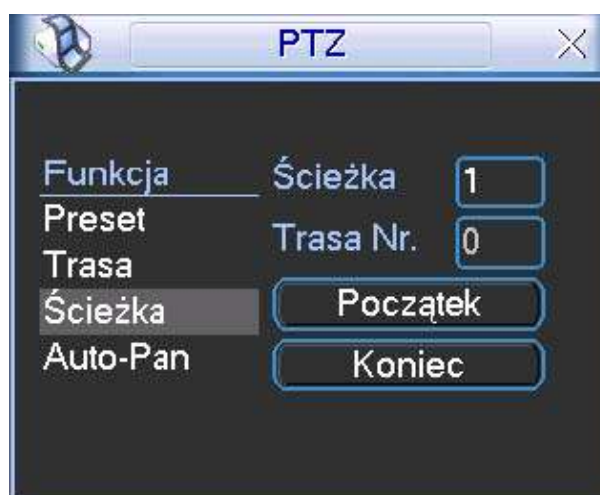 PTZ
Funkcja
Preset
Trasa
Ścieżka
Auto-Pan
Ścieżka 1
Trasa Nr. 0
Początek
Koniec